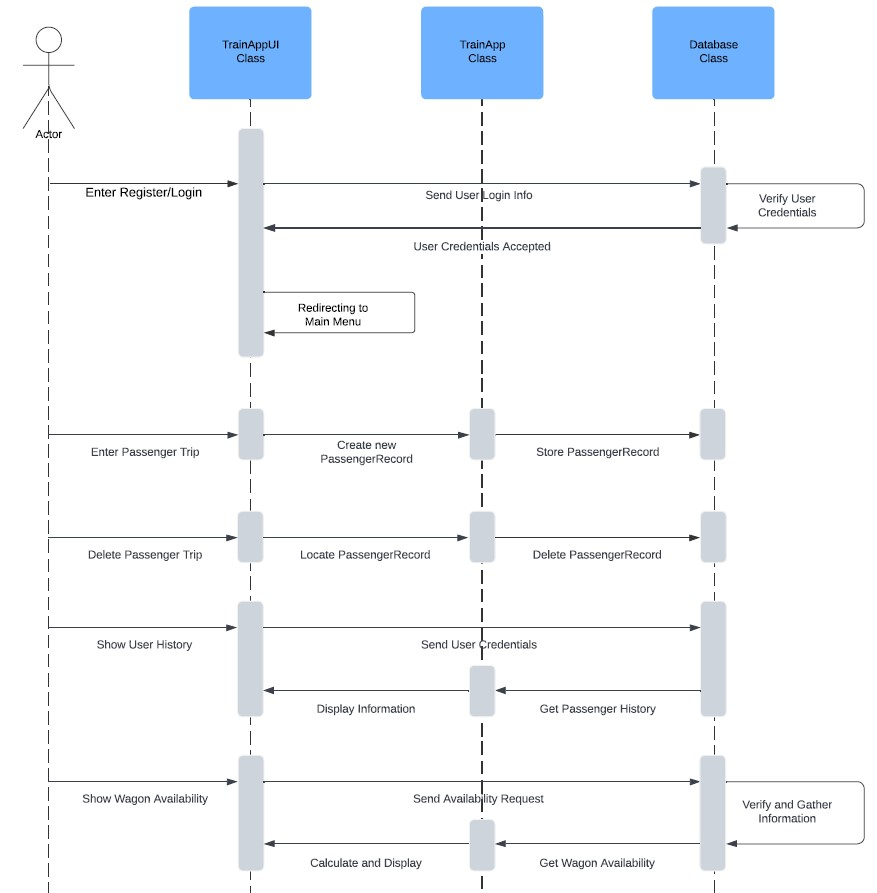 TrainAppUI
Class
TrainApp
Class
Database
Class
Actor
Enter Register/Login
Send User Login Info
Verify User
Credentials
User Credentials Accepted
Redirecting to
Main Menu
Enter Passenger Trip
Create new
PassengerRecord
Store PassengerRecord
Delete Passenger Trip
Locate PassengerRecord
Delete PassengerRecord
Show User History
Send User Credentials
Display Information
Get Passenger History
Show Wagon Availability
Send Availability Request
Verify and Gather
Information
Calculate and Display
Get Wagon Availability